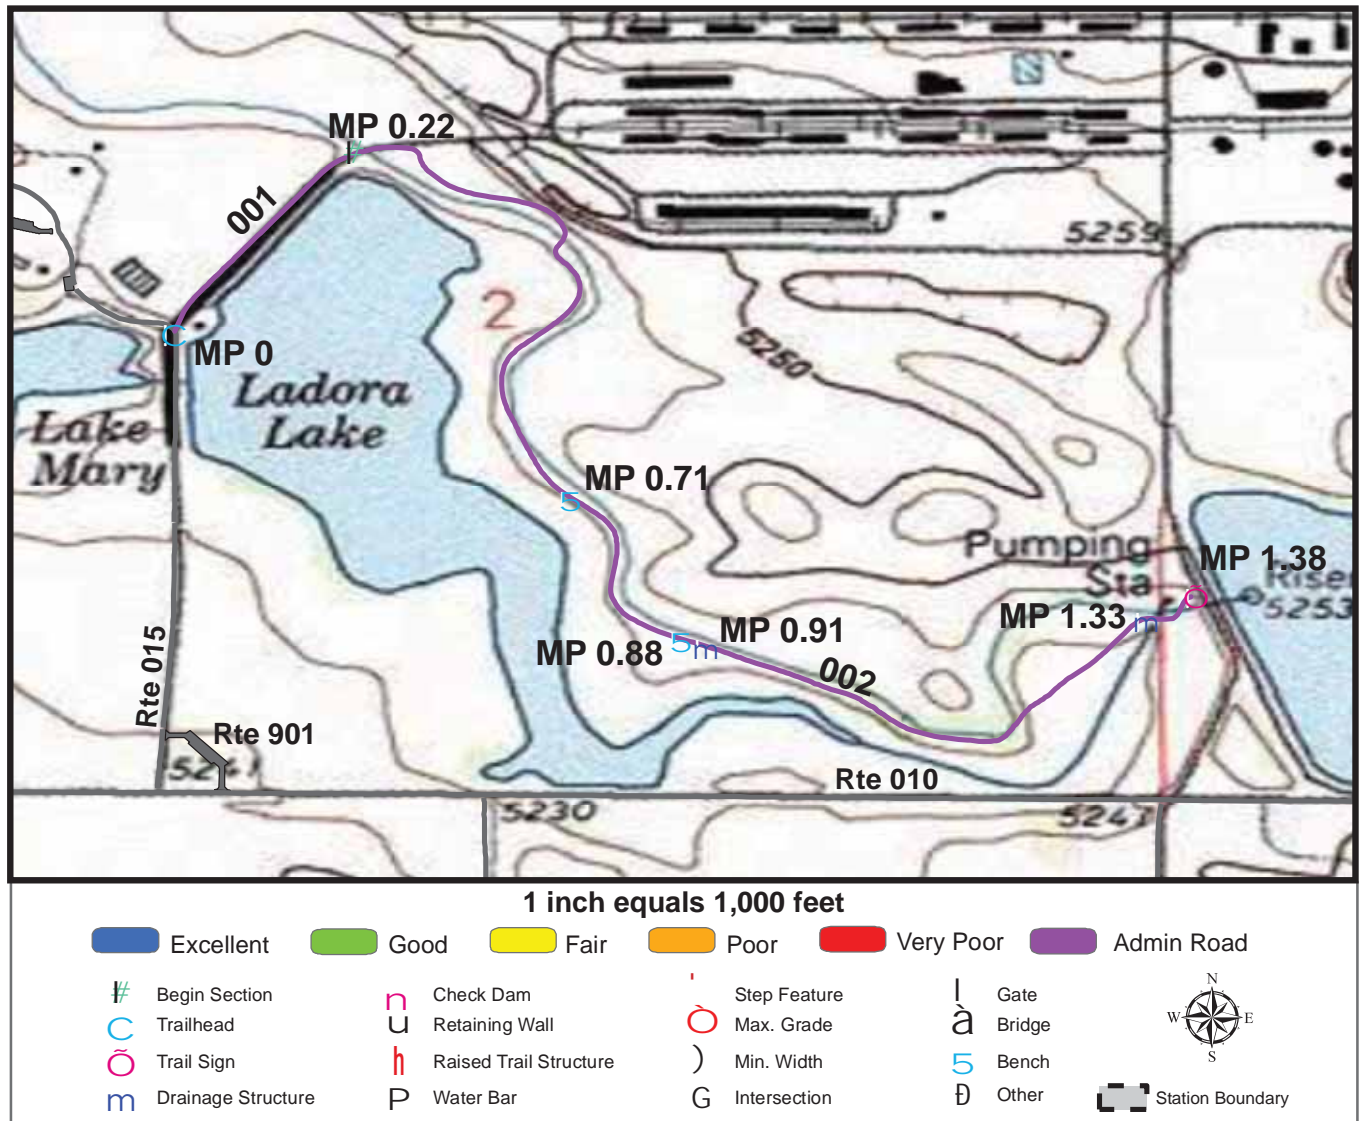 MP 0.22
001
5259
2
MP 0
5250
Ladora
Lake
Lake
Mary
MP 0.71
Pumping
Sta
MP 1.38
Riser
5253
MP 1.33
MP 0.91
MP 0.88
002
Rte 015
Rte 901
Rte 010
5230
1 inch equals 1,000 feet
Excellent
Good
Fair
Poor
Very Poor
Admin Road
# Begin Section
n Check Dam
' Step Feature
l Gate
C Trailhead
u Retaining Wall
Ò Max. Grade
à Bridge
Õ Trail Sign
h Raised Trail Structure
) Min. Width
5 Bench
m Drainage Structure
P Water Bar
G Intersection
Ð Other
N
W E
S
Station Boundary